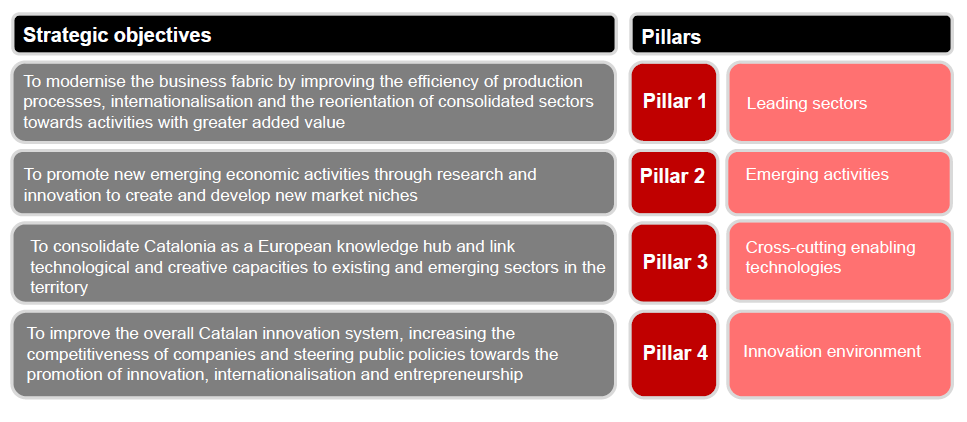 Strategic objectives
Pillars
To modernise the business fabric by improving the efficiency of production
processes, internationalisation and the reorientation of consolidated sectors
towards activities with greater added value
Pillar 1
Leading sectors
To promote new emerging economic activities through research and
innovation to create and develop new market niches
Pillar 2
Emerging activities
To consolidate Catalonia as a European knowledge hub and link
technological and creative capacities to existing and emerging sectors in the
territory
Pillar 3
Cross-cutting enabling
technologies
To improve the overall Catalan innovation system, increasing the
competitiveness of companies and steering public policies towards the
promotion of innovation, internationalisation and entrepreneurship
Pillar 4
Innovation environment